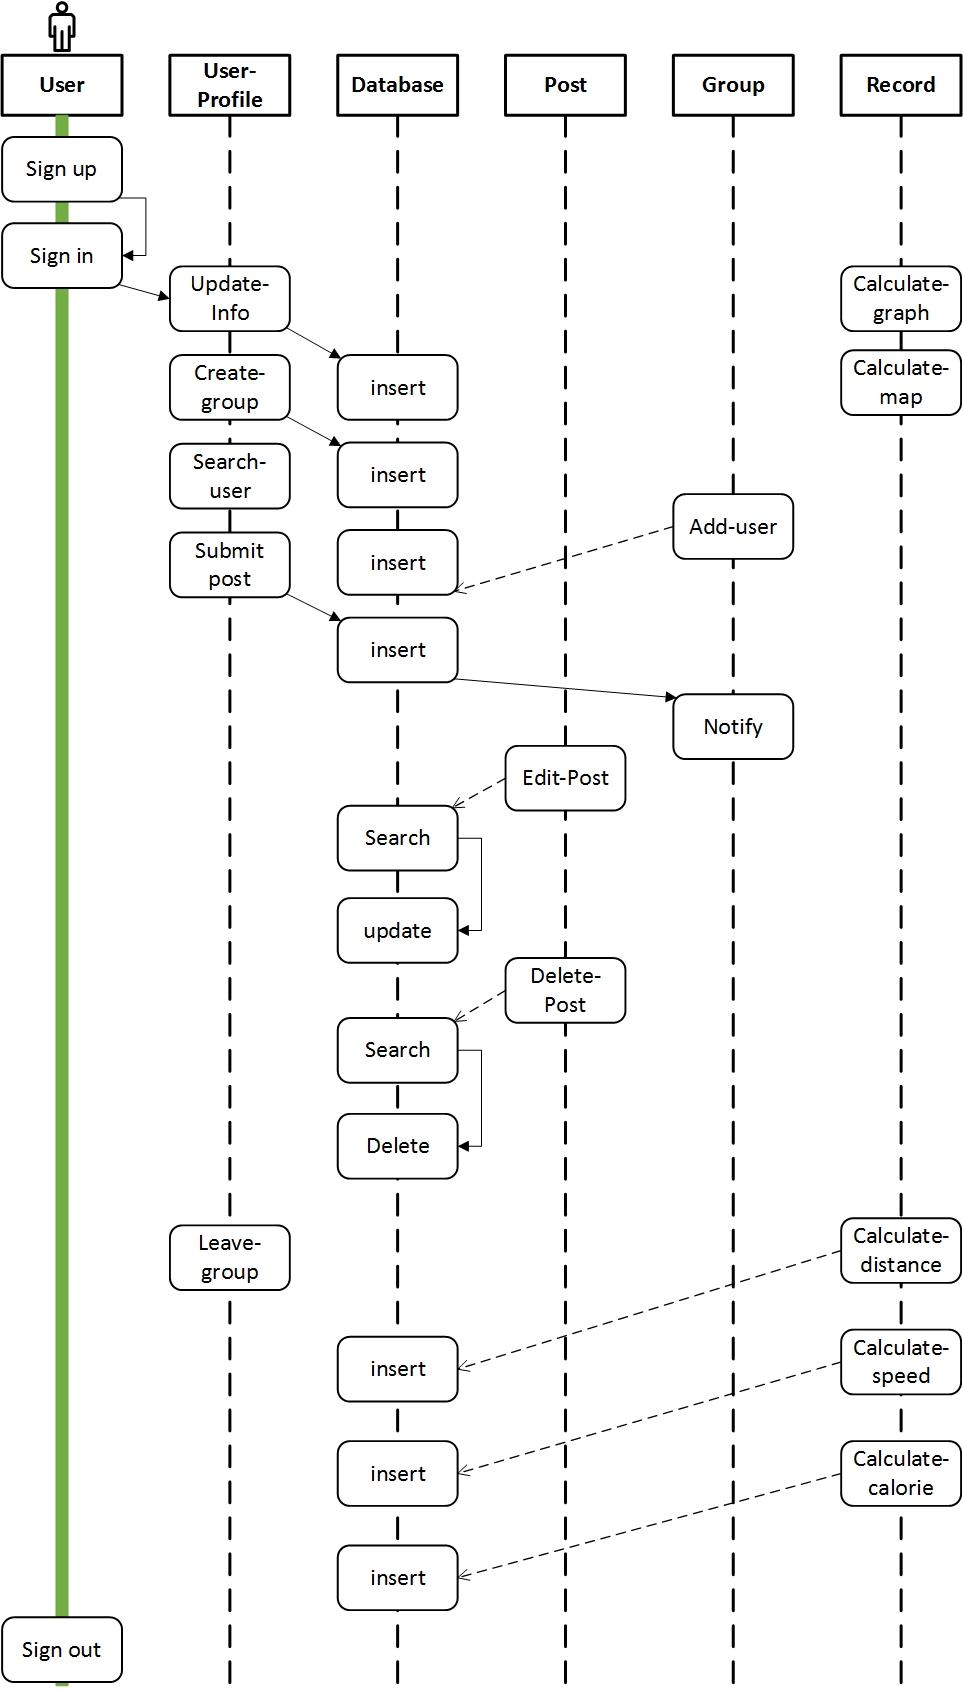 User
User-
Profile
Database
Post
Group
Record
Sign up
Sign in
Update-
Info
Calculate-
graph
Create-
group
insert
Calculate-
map
Search-
user
insert
Add-user
Submit
post
insert
insert
Notify
Edit-Post
Search
update
Delete-
Post
Search
Delete
Leave-
group
Calculate-
distance
insert
Calculate-
speed
insert
Calculate-
calorie
insert
Sign out